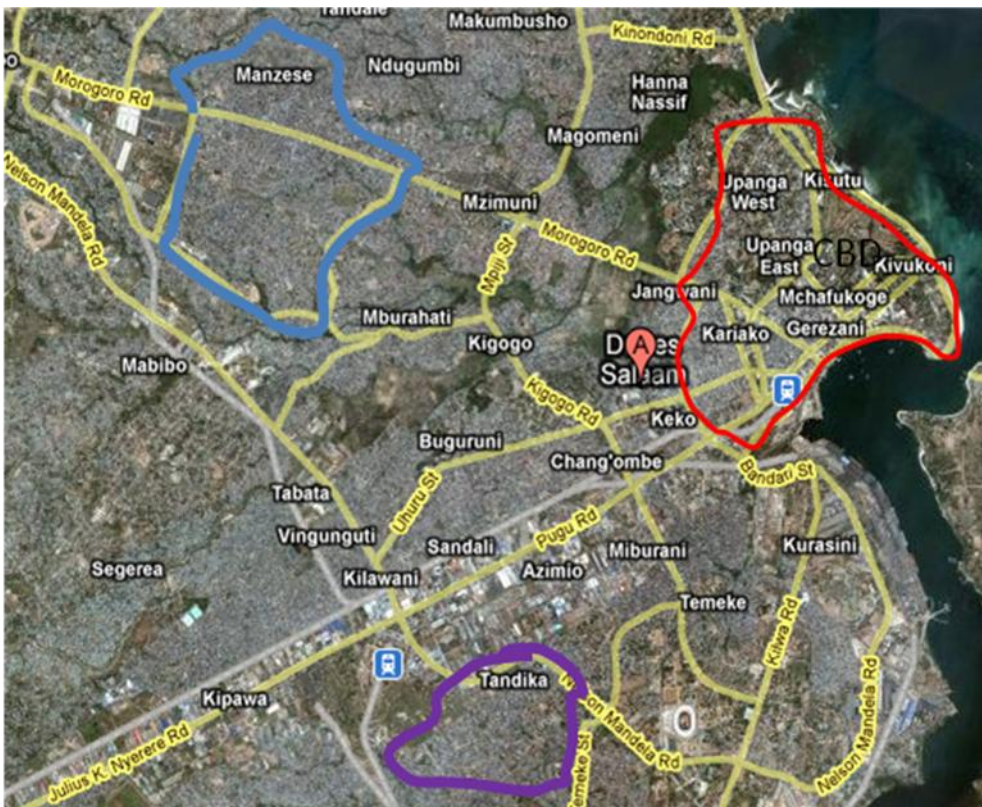 Tandale
Makumbusho
Kinondoni Rd
Manzese
Ndugumbi
Hanna
Nassif
Morogoro Rd
Magomeni
Nelson Mandela Rd
Upanga
West
Kisutu
Mzimuni
Morogoro Rd
Upanga
East
CBD
Kivukoni
Mpiji St
Jangwani
Mchafukoge
Mburahati
Kariako
Gerezani
Kigogo
A
Salaam
Mabibo
Kigogo Rd
Keko
Buguruni
Chang'ombe
Bandari St
Tabata
Uhuru St
Vingunguti
Pugu Rd
Sandali
Miburani
Kurasini
Segerea
Kilawani
Azimio
Temeke
Kilwa Rd
Tandika
Kipawa
Nelson Mandela Rd
Nelson Mandela Rd
Julius K. Nyerere Rd
Temeke St